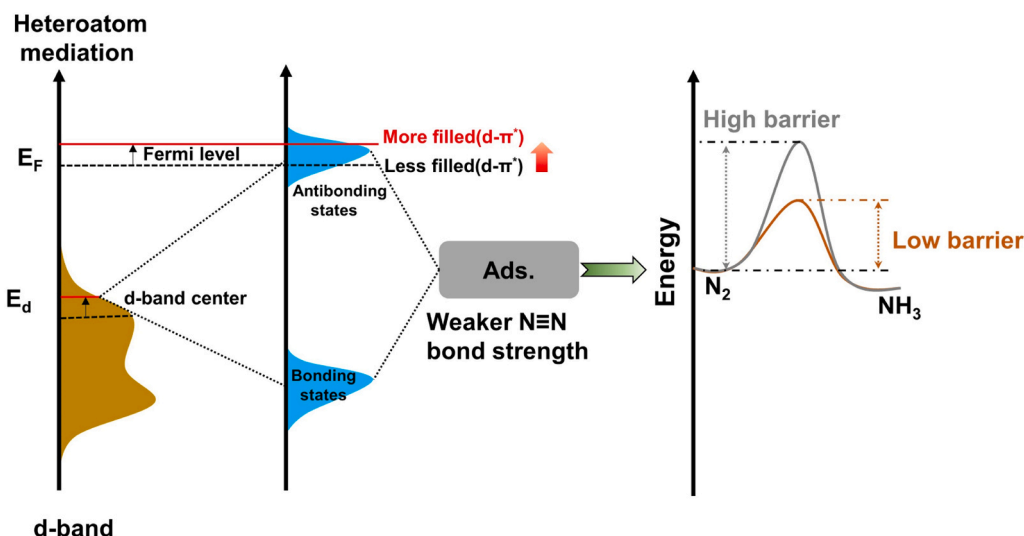 Heteroatom
mediation
E_F
Fermi level
More filled(d-π*)
Less filled(d-π*)
Antibonding
states
E_d
d-band center
Bonding
states
d-band
Ads.
Weaker N≡N
bond strength
Energy
High barrier
Low barrier
N₂
NH₃